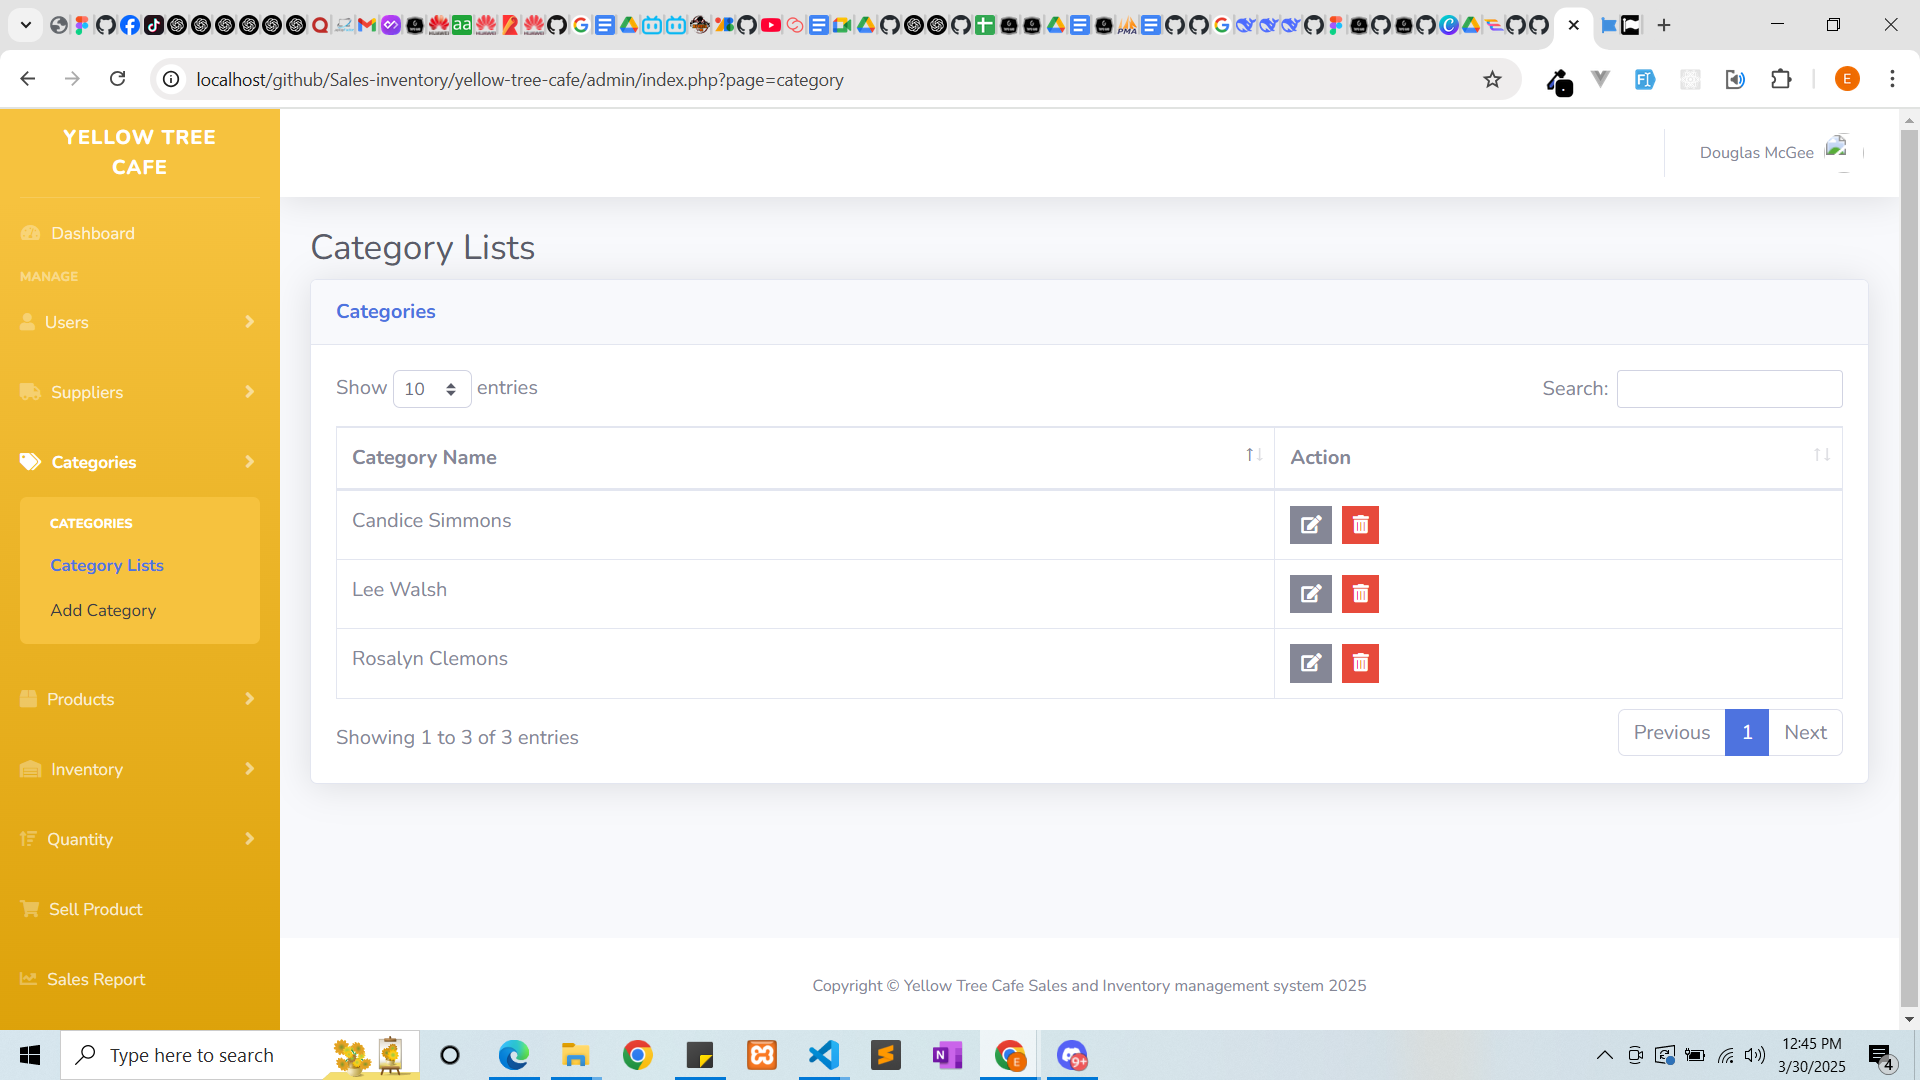 E
localhost/github/Sales-inventory/yellow-tree-cafe/admin/index.php?page=category
YELLOW TREE
CAFE
Dashboard
MANAGE
Users
Suppliers
Categories
CATEGORIES
Category Lists
Add Category
Products
Inventory
Quantity
Sell Product
Sales Report
Douglas McGee
Category Lists
Categories
Show 10 entries
Search:
Category Name Action
Candice Simmons
Lee Walsh
Rosalyn Clemons
Showing 1 to 3 of 3 entries
Previous 1 Next
Copyright © Yellow Tree Cafe Sales and Inventory management system 2025
Type here to search
9+
12:45 PM
3/30/2025
4